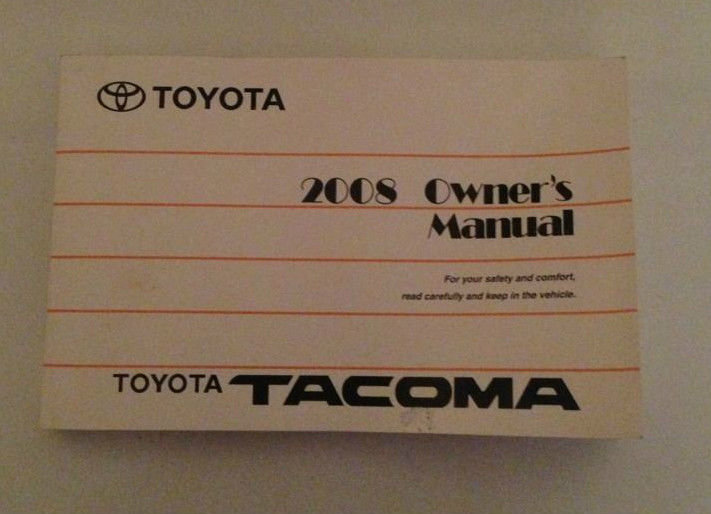 TOYOTA
2008 Owner's
Manual
For your safety and comfort,
read carefully and keep in the vehicle.
TOYOTA TACOMA